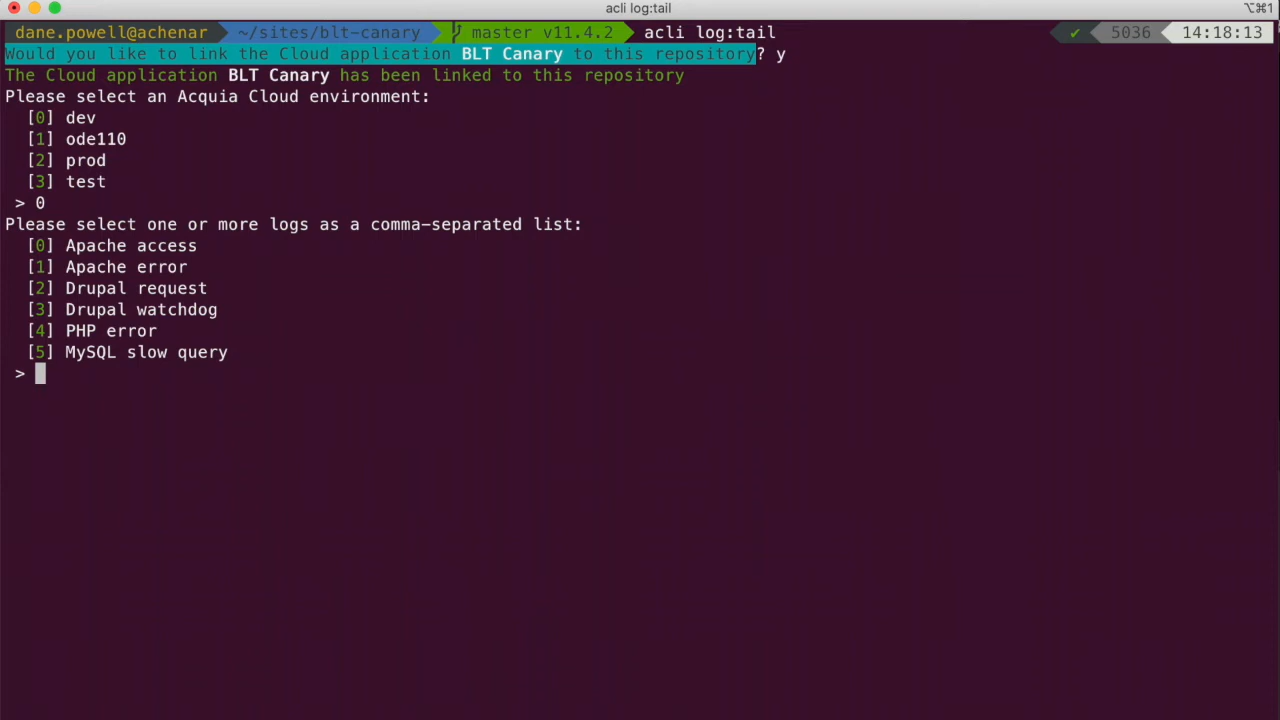 acli log:tail
⌥⌘1
dane.powell@achenar ~/sites/blt-canary master v11.4.2 acli log:tail ✔ 5036 14:18:13
Would you like to link the Cloud application BLT Canary to this repository? y
The Cloud application BLT Canary has been linked to this repository
Please select an Acquia Cloud environment:
[0] dev
[1] ode110
[2] prod
[3] test
> 0
Please select one or more logs as a comma-separated list:
[0] Apache access
[1] Apache error
[2] Drupal request
[3] Drupal watchdog
[4] PHP error
[5] MySQL slow query
>